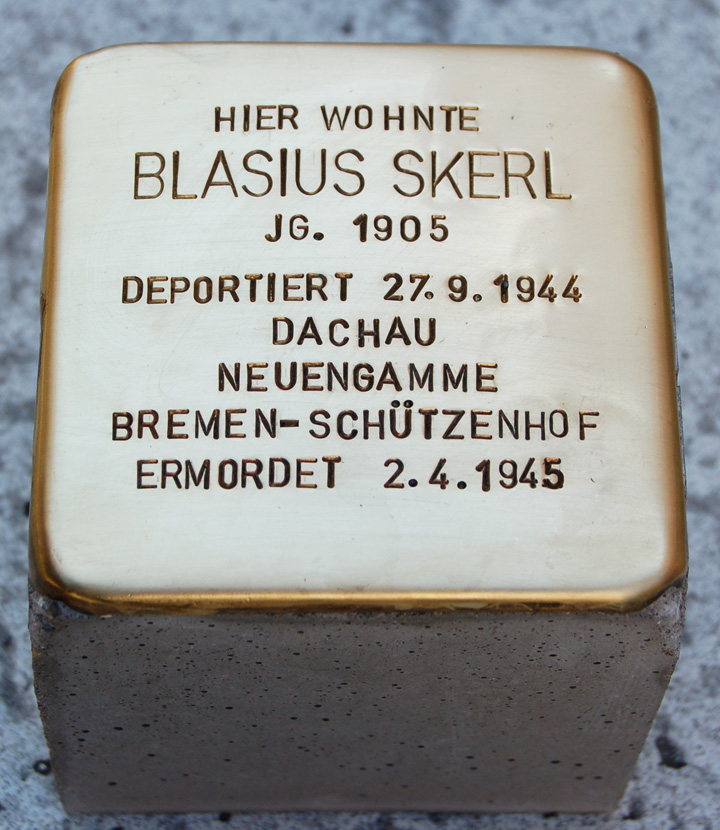 HIER WOHNTE
BLASIUS SKERL
JG. 1905
DEPORTIERT 27.9.1944
DACHAU
NEUENGAMME
BREMEN-SCHÜTZENHOF
ERMORDET 2.4.1945